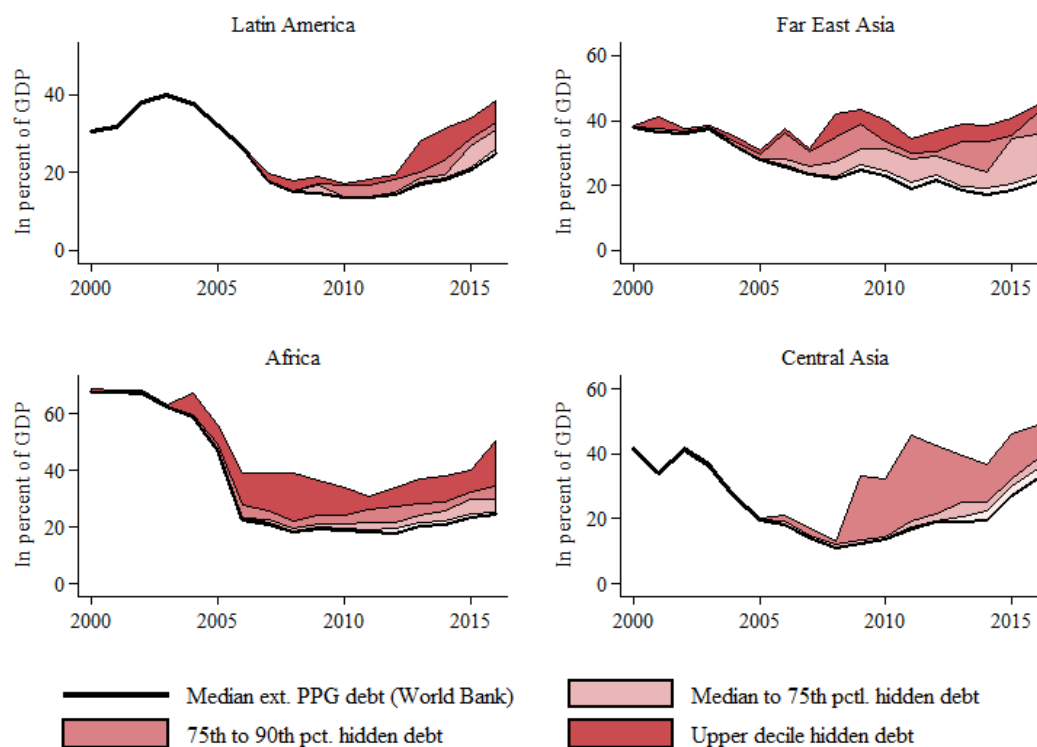 Latin America
In percent of GDP
40
20
0
2000 2005 2010 2015
Far East Asia
In percent of GDP
60
40
20
0
2000 2005 2010 2015
Africa
In percent of GDP
60
40
20
0
2000 2005 2010 2015
Central Asia
In percent of GDP
60
40
20
0
2000 2005 2010 2015
Median ext. PPG debt (World Bank)
Median to 75th pctl. hidden debt
75th to 90th pct. hidden debt
Upper decile hidden debt